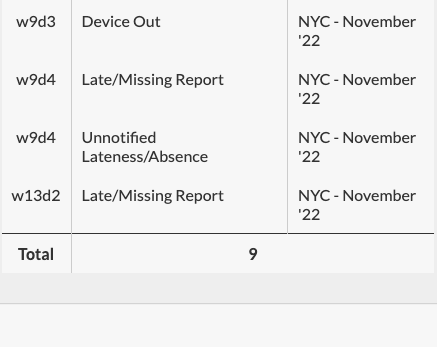 w9d3 Device Out NYC - November
'22
w9d4 Late/Missing Report NYC - November
'22
w9d4 Unnotified NYC - November
Lateness/Absence '22
w13d2 Late/Missing Report NYC - November
'22
Total 9